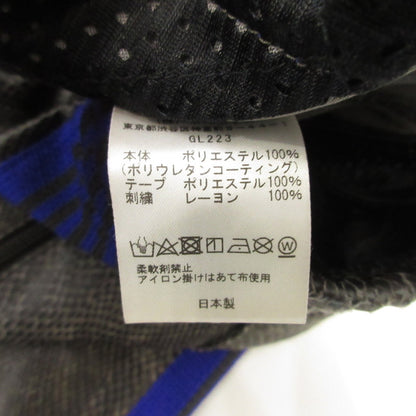 東京都渋谷区神宮前
GL223
本体 ポリエステル100%
(ポリウレタンコーティング)
テープ ポリエステル100%
刺繍 レーヨン 100%
柔軟剤禁止
アイロン掛けはあて布使用
日本製